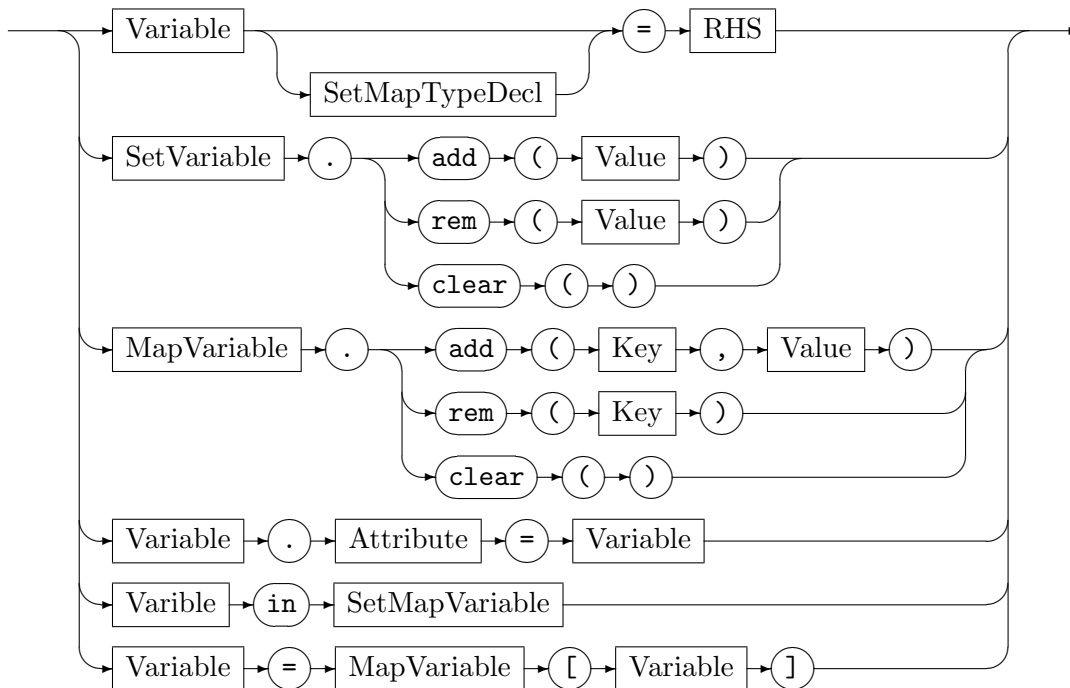 Variable = RHS
SetMapTypeDecl
SetVariable . add ( Value )
rem ( Value )
clear ( )
MapVariable . add ( Key , Value )
rem ( Key )
clear ( )
Variable . Attribute = Variable
Varible in SetMapVariable
Variable = MapVariable [ Variable ]